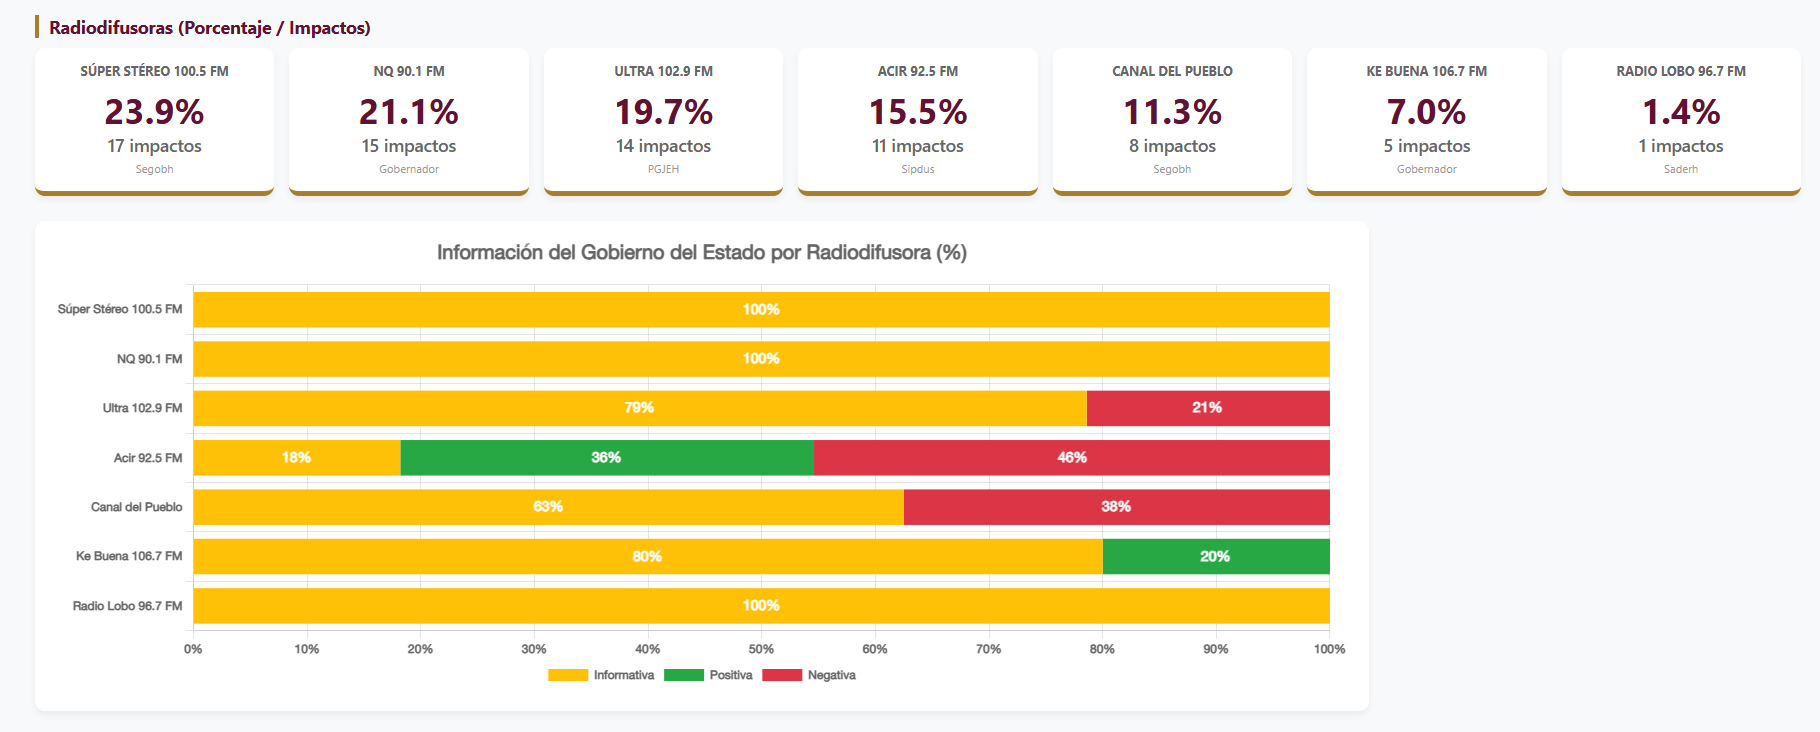 Radiodifusoras (Porcentaje / Impactos)
SÚPER STÉREO 100.5 FM
23.9%
17 impactos
Segobh
NQ 90.1 FM
21.1%
15 impactos
Gobernador
ULTRA 102.9 FM
19.7%
14 impactos
PGJEH
ACIR 92.5 FM
15.5%
11 impactos
Sipdus
CANAL DEL PUEBLO
11.3%
8 impactos
Segobh
KE BUENA 106.7 FM
7.0%
5 impactos
Gobernador
RADIO LOBO 96.7 FM
1.4%
1 impactos
Saderh
Información del Gobierno del Estado por Radiodifusora (%)
Súper Stéreo 100.5 FM 100%
NQ 90.1 FM 100%
Ultra 102.9 FM 79% 21%
Acir 92.5 FM 18% 36% 46%
Canal del Pueblo 63% 38%
Ke Buena 106.7 FM 80% 20%
Radio Lobo 96.7 FM 100%
0% 10% 20% 30% 40% 50% 60% 70% 80% 90% 100%
Informativa Positiva Negativa